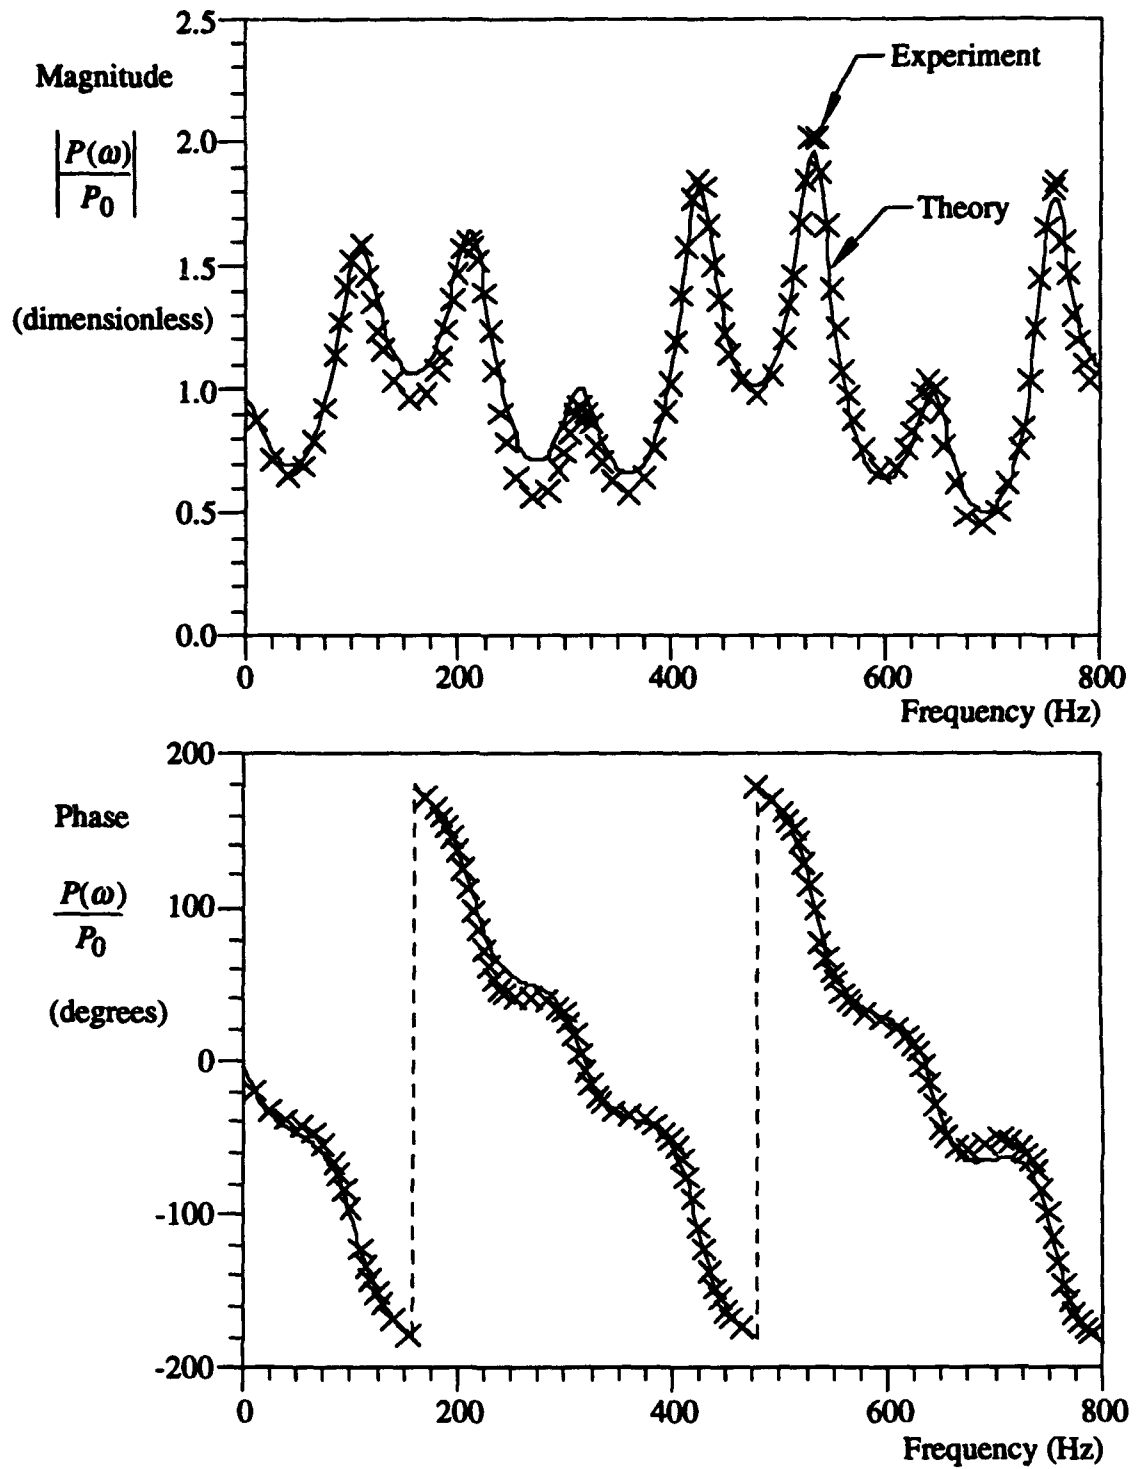 2.5
Experiment
Magnitude
|P(ω)/P0|
2.0
Theory
1.5
(dimensionless)
1.0
0.5
0.0
0 200 400 600 800
Frequency (Hz)
200
Phase
P(ω)/P0
100
(degrees)
0
-100
-200
0 200 400 600 800
Frequency (Hz)